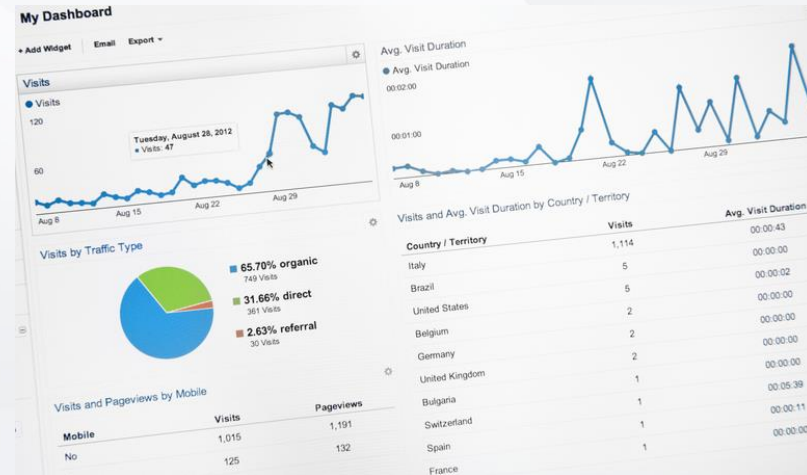 My Dashboard
+ Add Widget Email Export
Visits
Visits
120
60
Tuesday, August 28, 2012
Visits: 47
Aug 8 Aug 15 Aug 22 Aug 29
Avg. Visit Duration
Avg. Visit Duration
00:02:00
00:01:00
Aug 8 Aug 15 Aug 22 Aug 29
Visits by Traffic Type
65.70% organic
749 Visits
31.66% direct
361 Visits
2.63% referral
30 Visits
Visits and Pageviews by Mobile
Mobile Visits Pageviews
No 1,015 1,191
125 132
Visits and Avg. Visit Duration by Country / Territory
Country / Territory Visits Avg. Visit Duration
Italy 1,114 00:00:43
Brazil 5 00:00:00
United States 5 00:00:02
Belgium 2 00:00:00
Germany 2 00:00:00
United Kingdom 2 00:00:00
Bulgaria 1 00:00:00
Switzerland 1 00:05:39
Spain 1 00:00:11
France 1 00:00:00